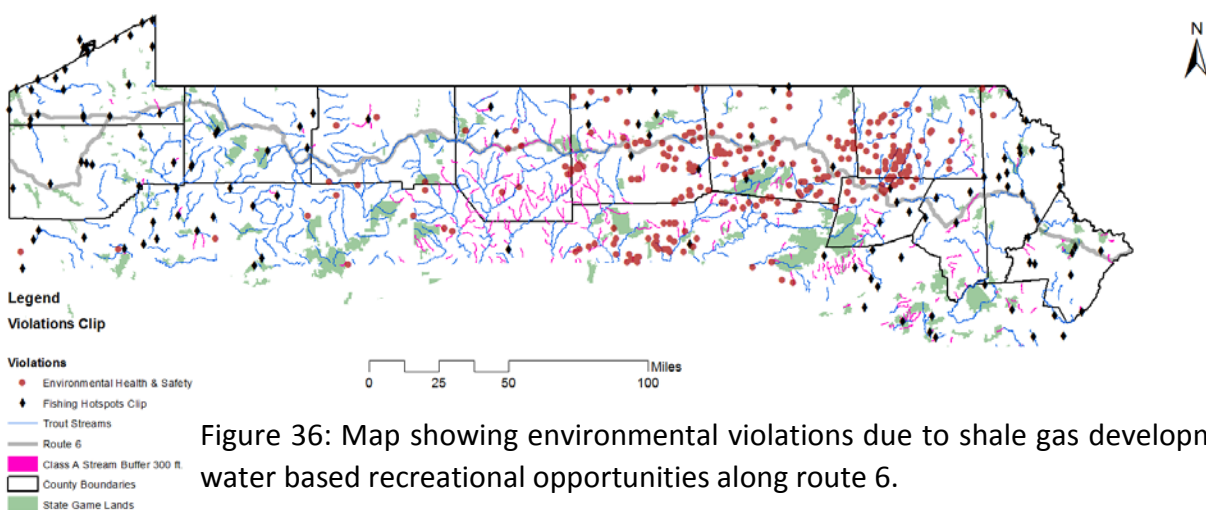 N
Legend
Violations Clip
Violations
Environmental Health & Safety
Fishing Hotspots Clip
Trout Streams
Route 6
Class A Stream Buffer 300 ft.
County Boundaries
State Game Lands
Miles
0 25 50 100
Figure 36: Map showing environmental violations due to shale gas developm
water based recreational opportunities along route 6.